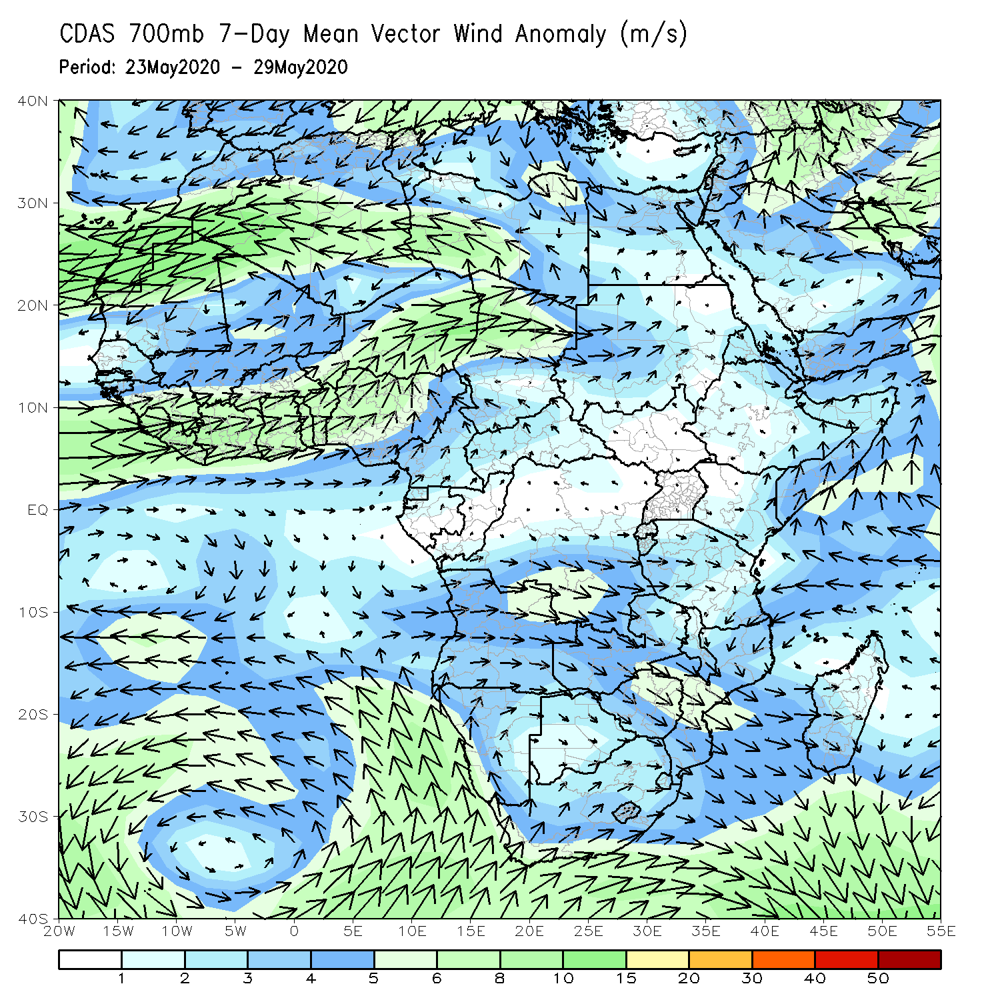 CDAS 700mb 7-Day Mean Vector Wind Anomaly (m/s)
Period: 23May2020 - 29May2020
40N
30N
20N
10N
EQ
10S
20S
30S
40S
20W 15W 10W 5W 0 5E 10E 15E 20E 25E 30E 35E 40E 45E 50E 55E
1 2 3 4 5 6 8 10 15 20 30 40 50